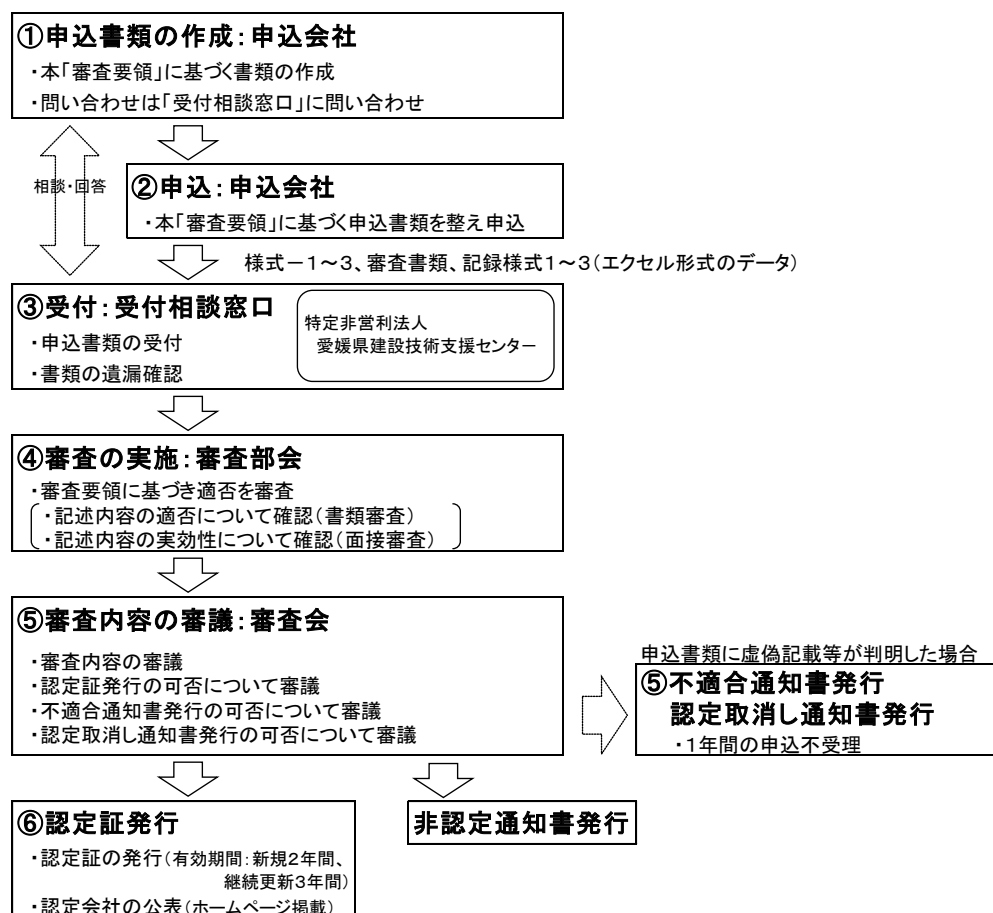 ①申込書類の作成：申込会社
・本「審査要領」に基づく書類の作成
・問い合わせは「受付相談窓口」に問い合わせ
相談・回答
②申込：申込会社
・本「審査要領」に基づく申込書類を整え申込
様式－1～3、審査書類、記録様式1～3（エクセル形式のデータ）
③受付：受付相談窓口
・申込書類の受付
・書類の遺漏確認
特定非営利法人
愛媛県建設技術支援センター
④審査の実施：審査部会
・審査要領に基づき適否を審査
・記述内容の適否について確認（書類審査）
・記述内容の実効性について確認（面接審査）
⑤審査内容の審議：審査会
・審査内容の審議
・認定証発行の可否について審議
・不適合通知書発行の可否について審議
・認定取消し通知書発行の可否について審議
申込書類に虚偽記載等が判明した場合
⑤不適合通知書発行
認定取消し通知書発行
・1年間の申込不受理
⑥認定証発行
・認定証の発行（有効期間：新規2年間、
継続更新3年間）
・認定会社の公表（ホームページ掲載）
非認定通知書発行